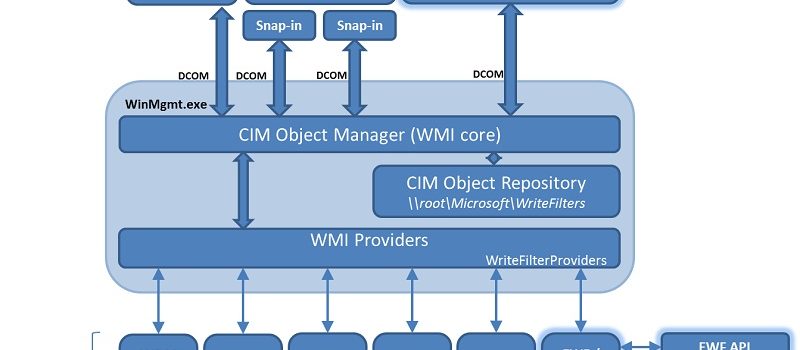 Snap-in
Snap-in
DCOM
DCOM
DCOM
DCOM
WinMgmt.exe
CIM Object Manager (WMI core)
CIM Object Repository
\\root\Microsoft\WriteFilters
WMI Providers
WriteFilterProviders
EWF API